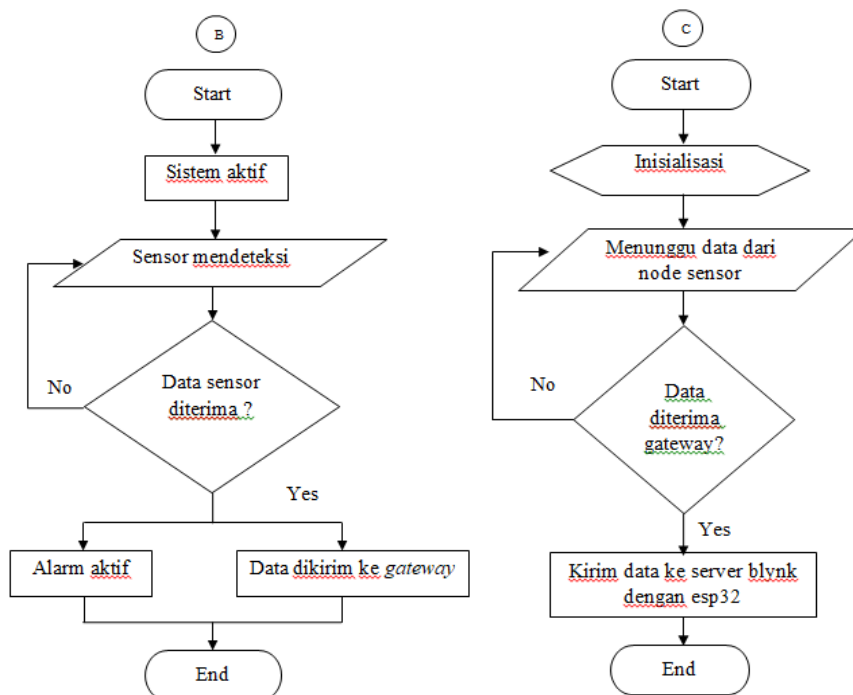 B
Start
Sistem aktif
Sensor mendeteksi
Data sensor
diterima ?
No
Yes
Alarm aktif
Data dikirim ke gateway
End
C
Start
Inisialisasi
Menunggu data dari
node sensor
No
Data
diterima
gateway?
Yes
Kirim data ke server blynk
dengan esp32
End